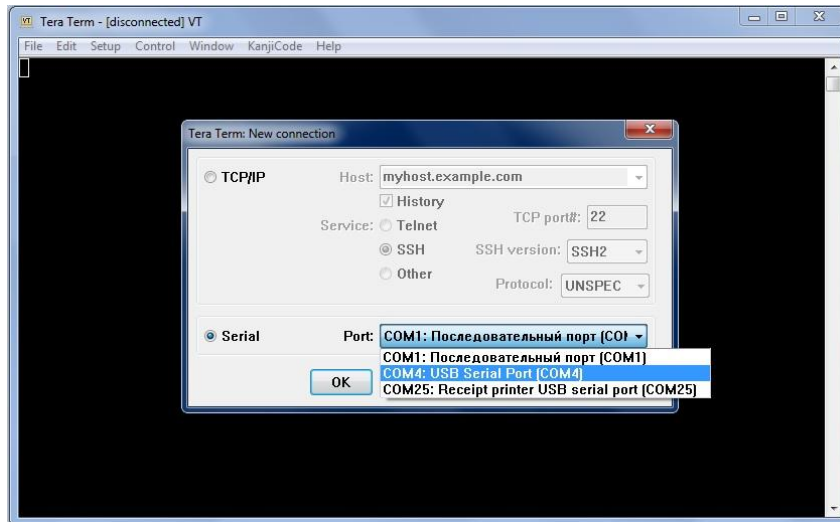 Tera Term - [disconnected] VT
File Edit Setup Control Window KanjiCode Help
Tera Term: New connection
TCP/IP Host: myhost.example.com
History
Service: Telnet TCP port#: 22
SSH SSH version: SSH2
Other Protocol: UNSPEC
Serial Port: COM1: Последовательный порт (CO
COM1: Последовательный порт (COM1)
COM4: USB Serial Port (COM4)
OK
COM25: Receipt printer USB serial port (COM25)